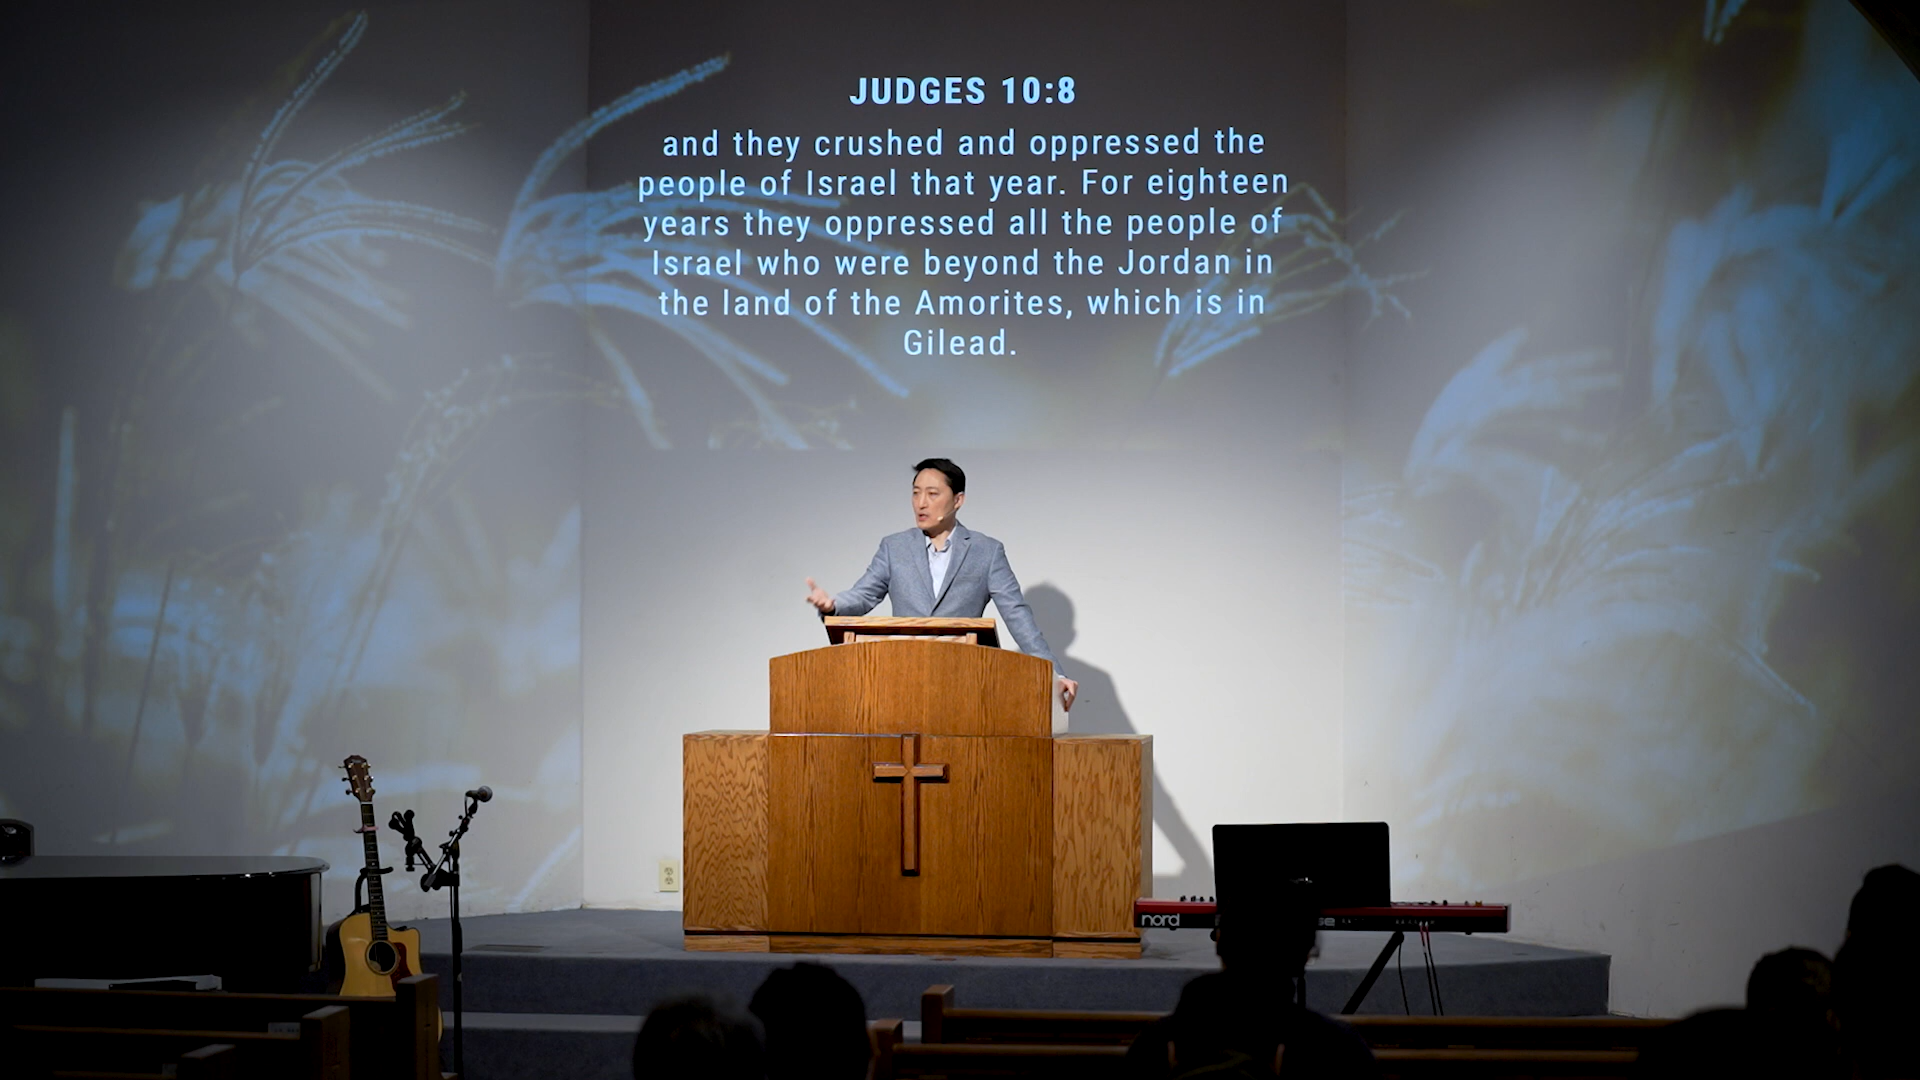 JUDGES 10:8
and they crushed and oppressed the
people of Israel that year. For eighteen
years they oppressed all the people of
Israel who were beyond the Jordan in
the land of the Amorites, which is in
Gilead.
nord